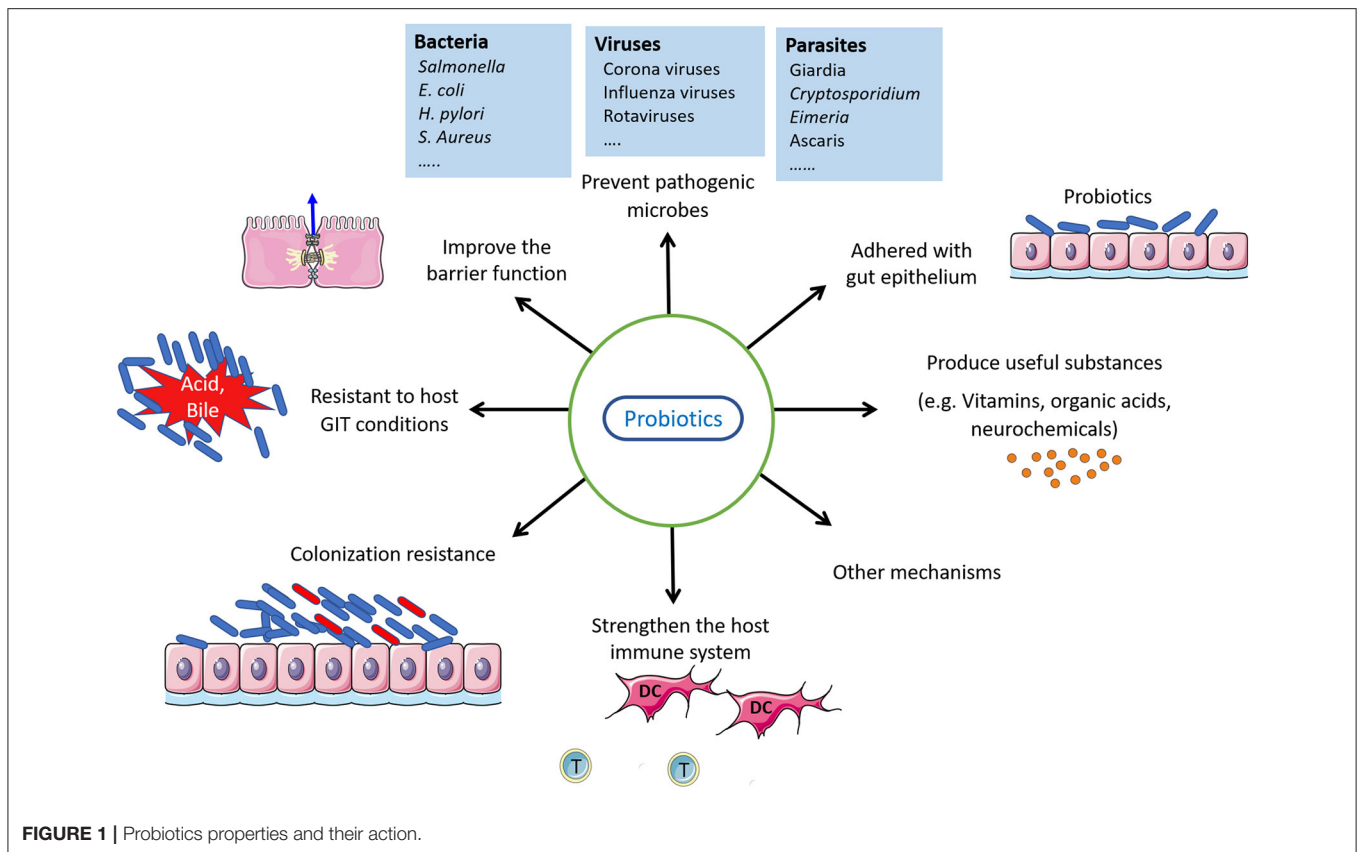 Bacteria
Salmonella
E. coli
H. pylori
S. Aureus
.....
Viruses
Corona viruses
Influenza viruses
Rotaviruses
....
Parasites
Giardia
Cryptosporidium
Eimeria
Ascaris
......
Prevent pathogenic
microbes
Improve the
barrier function
Adhered with
gut epithelium
Probiotics
Acid,
Bile
Resistant to host
GIT conditions
Probiotics
Produce useful substances
(e.g. Vitamins, organic acids,
neurochemicals)
Colonization resistance
Other mechanisms
Strengthen the host
immune system
DC
DC
T
T
FIGURE 1 | Probiotics properties and their action.